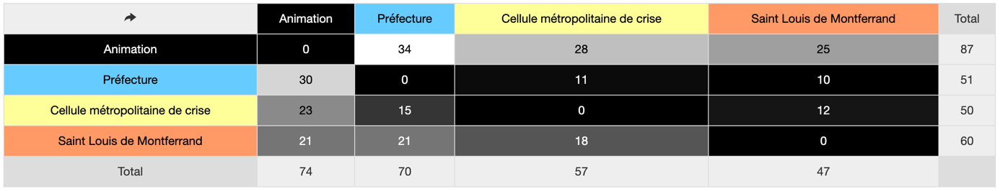 Animation Préfecture Cellule métropolitaine de crise Saint Louis de Montferrand Total
Animation 0 34 28 25 87
Préfecture 30 0 11 10 51
Cellule métropolitaine de crise 23 15 0 12 50
Saint Louis de Montferrand 21 21 18 0 60
Total 74 70 57 47